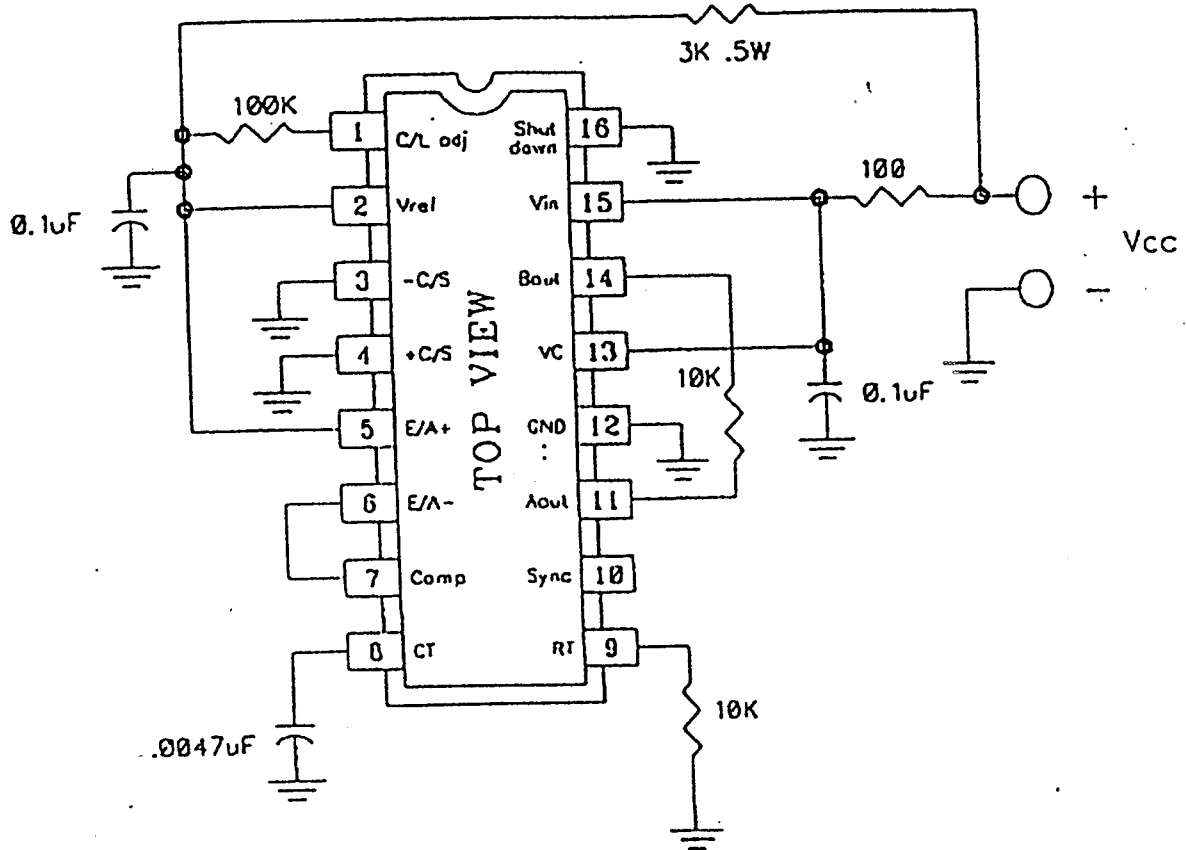 3K .5W
100K
1
C/L adj
Shut
down
16
100
0.1uF
2
Vref
Vin
15
+
Vcc
-
3
-C/S
Bout
14
4
+C/S
VC
13
10K
0.1uF
TOP VIEW
5
E/A+
GND
12
6
E/A-
Aout
11
7
Comp
Sync
10
8
CT
RT
9
10K
.0047uF